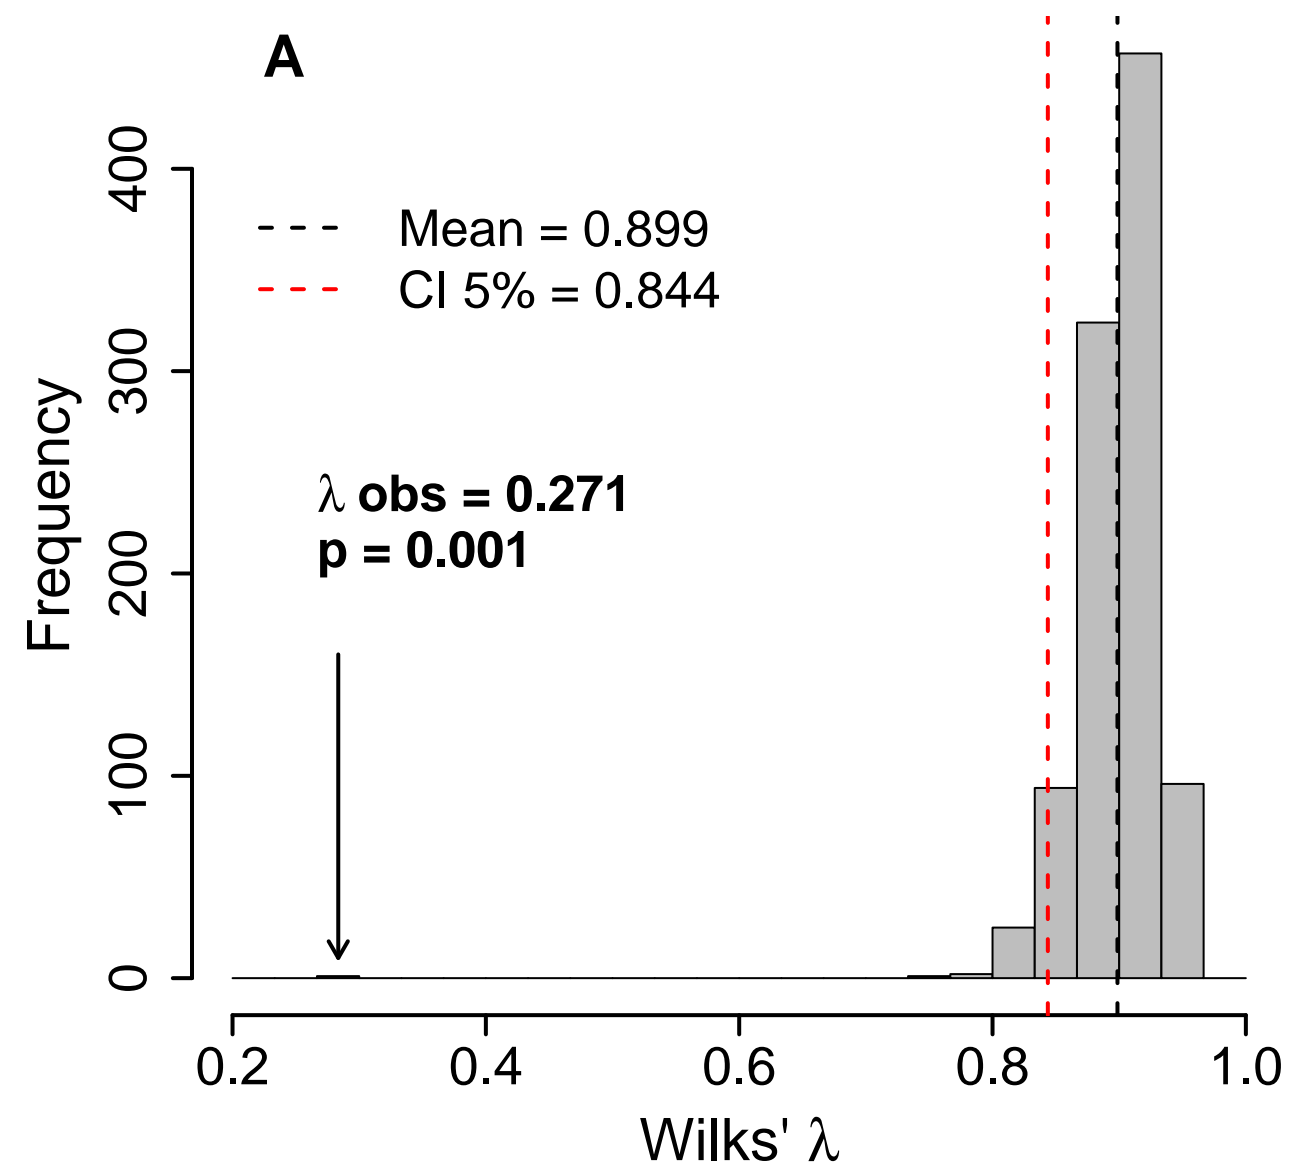 A
Mean = 0.899
CI 5% = 0.844
λ obs = 0.271
p = 0.001
Frequency
0
100
200
300
400
0.2 0.4 0.6 0.8 1.0
Wilks' λ